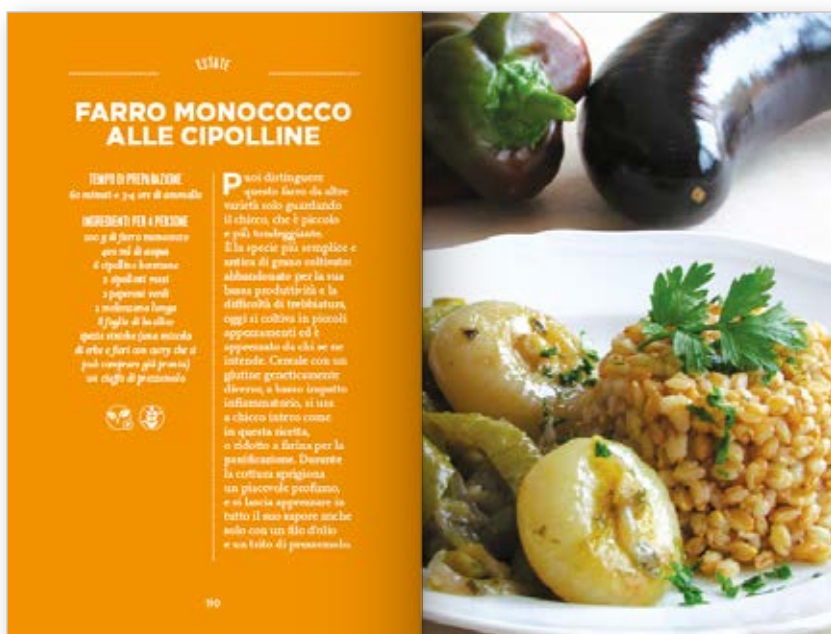 ESTATE
FARRO MONOCOCCO
ALLE CIPOLLINE
TEMPO DI PREPARAZIONE
60 minuti + 3-4 ore di ammollo
INGREDIENTI PER 4 PERSONE
200 g di farro monococco
400 ml di acqua
6 cipolline borettane
2 cipollotti rossi
2 peperoni verdi
1 melanzana lunga
8 foglie di basilico
spezie (una miscela
di erbe e fiori con curry che si
può comprare già pronta)
un ciuffo di prezzemolo
Puoi distinguere
questo farro da altre
varietà solo guardando
il chicco, che è piccolo
e più tondeggiante.
È la specie più semplice e
antica di grano coltivato:
abbandonato per la sua
bassa produttività e la
difficoltà di trebbiatura,
oggi si coltiva in piccoli
appezzamenti ed è
apprezzato da chi se ne
intende. Cereale con un
glutine geneticamente
diverso, a basso impatto
infiammatorio, si usa
a chicco intero come
in questa ricetta,
o ridotto a farina per la
panificazione. Durante
la cottura sprigiona
un piacevole profumo,
e si lascia apprezzare in
tutto il suo sapore anche
solo con un filo d'olio
e un trito di prezzemolo.
110